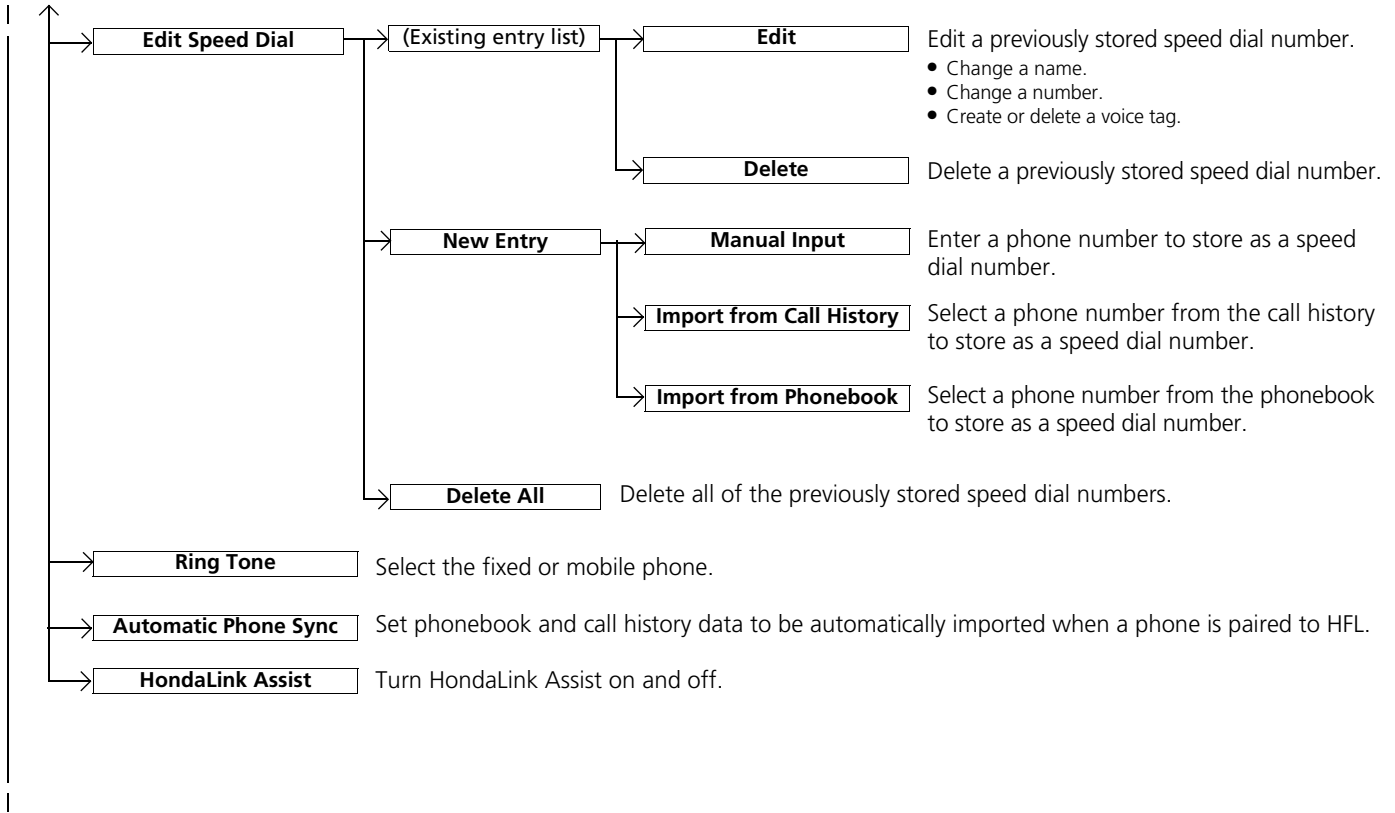 Edit Speed Dial
(Existing entry list)
Edit
Edit a previously stored speed dial number.
• Change a name.
• Change a number.
• Create or delete a voice tag.
Delete
Delete a previously stored speed dial number.
New Entry
Manual Input
Enter a phone number to store as a speed
dial number.
Import from Call History
Select a phone number from the call history
to store as a speed dial number.
Import from Phonebook
Select a phone number from the phonebook
to store as a speed dial number.
Delete All
Delete all of the previously stored speed dial numbers.
Ring Tone
Select the fixed or mobile phone.
Automatic Phone Sync
Set phonebook and call history data to be automatically imported when a phone is paired to HFL.
HondaLink Assist
Turn HondaLink Assist on and off.